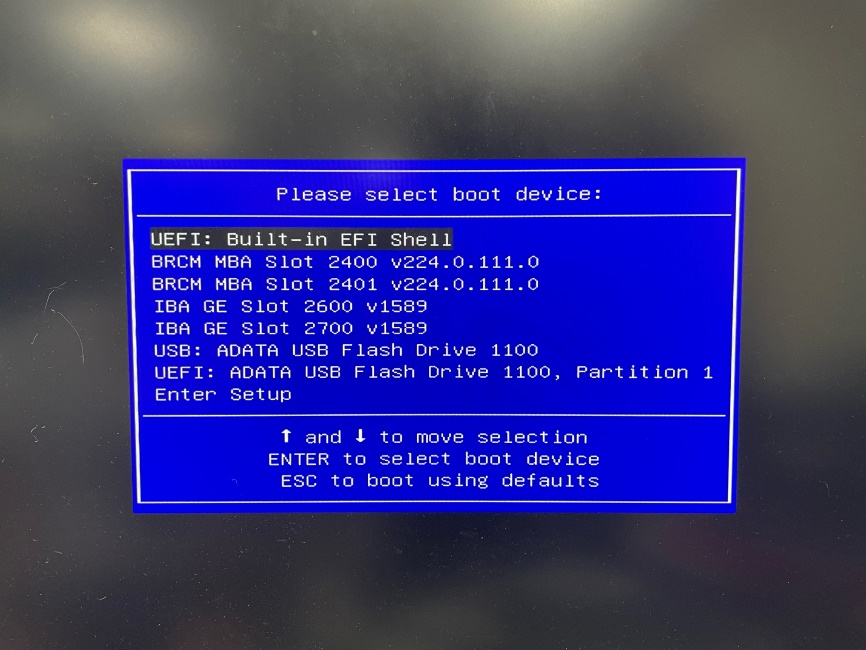 Please select boot device:
UEFI: Built-in EFI Shell
BRCM MBA Slot 2400 v224.0.111.0
BRCM MBA Slot 2401 v224.0.111.0
IBA GE Slot 2600 v1589
IBA GE Slot 2700 v1589
USB: ADATA USB Flash Drive 1100
UEFI: ADATA USB Flash Drive 1100, Partition 1
Enter Setup
↑ and ↓ to move selection
ENTER to select boot device
ESC to boot using defaults